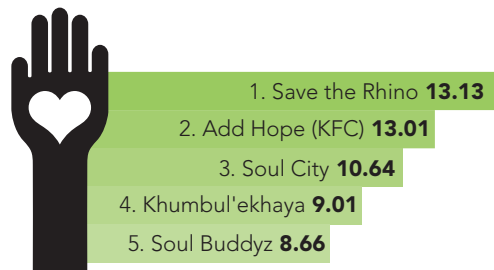 1. Save the Rhino 13.13
2. Add Hope (KFC) 13.01
3. Soul City 10.64
4. Khumbul'ekhaya 9.01
5. Soul Buddyz 8.66